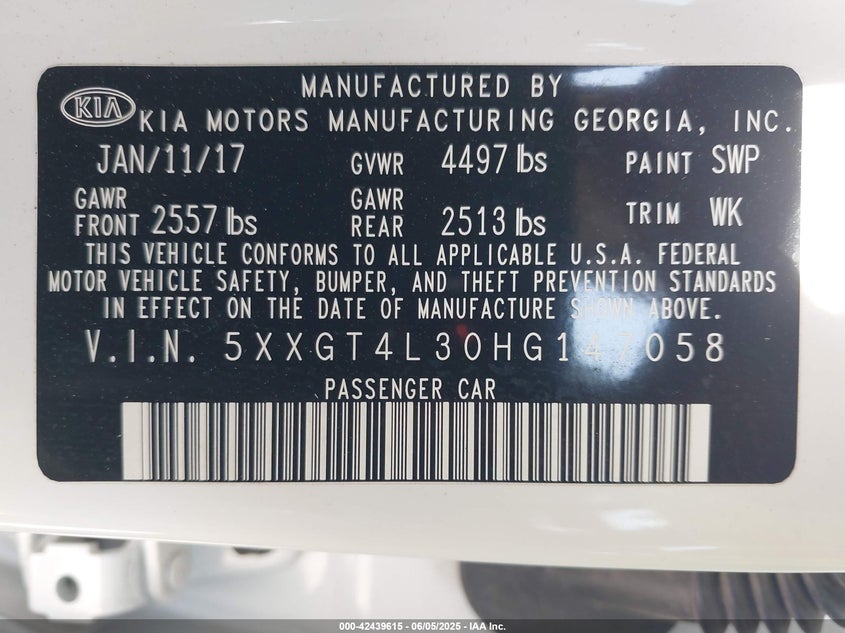 MANUFACTURED BY
KIA KIA MOTORS MANUFACTURING GEORGIA, INC.
JAN/11/17 GVWR 4497 lbs PAINT SWP
GAWR FRONT 2557 lbs GAWR REAR 2513 lbs TRIM WK
THIS VEHICLE CONFORMS TO ALL APPLICABLE U.S.A. FEDERAL
MOTOR VEHICLE SAFETY, BUMPER, AND THEFT PREVENTION STANDARDS
IN EFFECT ON THE DATE OF MANUFACTURE SHOWN ABOVE.
V.I.N. 5XXGT4L30HG147058
PASSENGER CAR
000-42439615 - 06/05/2025 - IAA Inc.